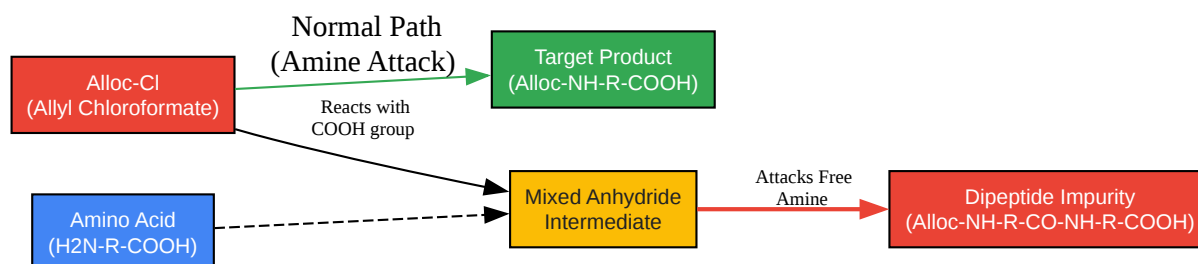 Normal Path
(Amine Attack)
Alloc-Cl
(Allyl Chloroformate)
Target Product
(Alloc-NH-R-COOH)
Reacts with
COOH group
Amino Acid
(H2N-R-COOH)
Mixed Anhydride
Intermediate
Attacks Free
Amine
Dipeptide Impurity
(Alloc-NH-R-CO-NH-R-COOH)